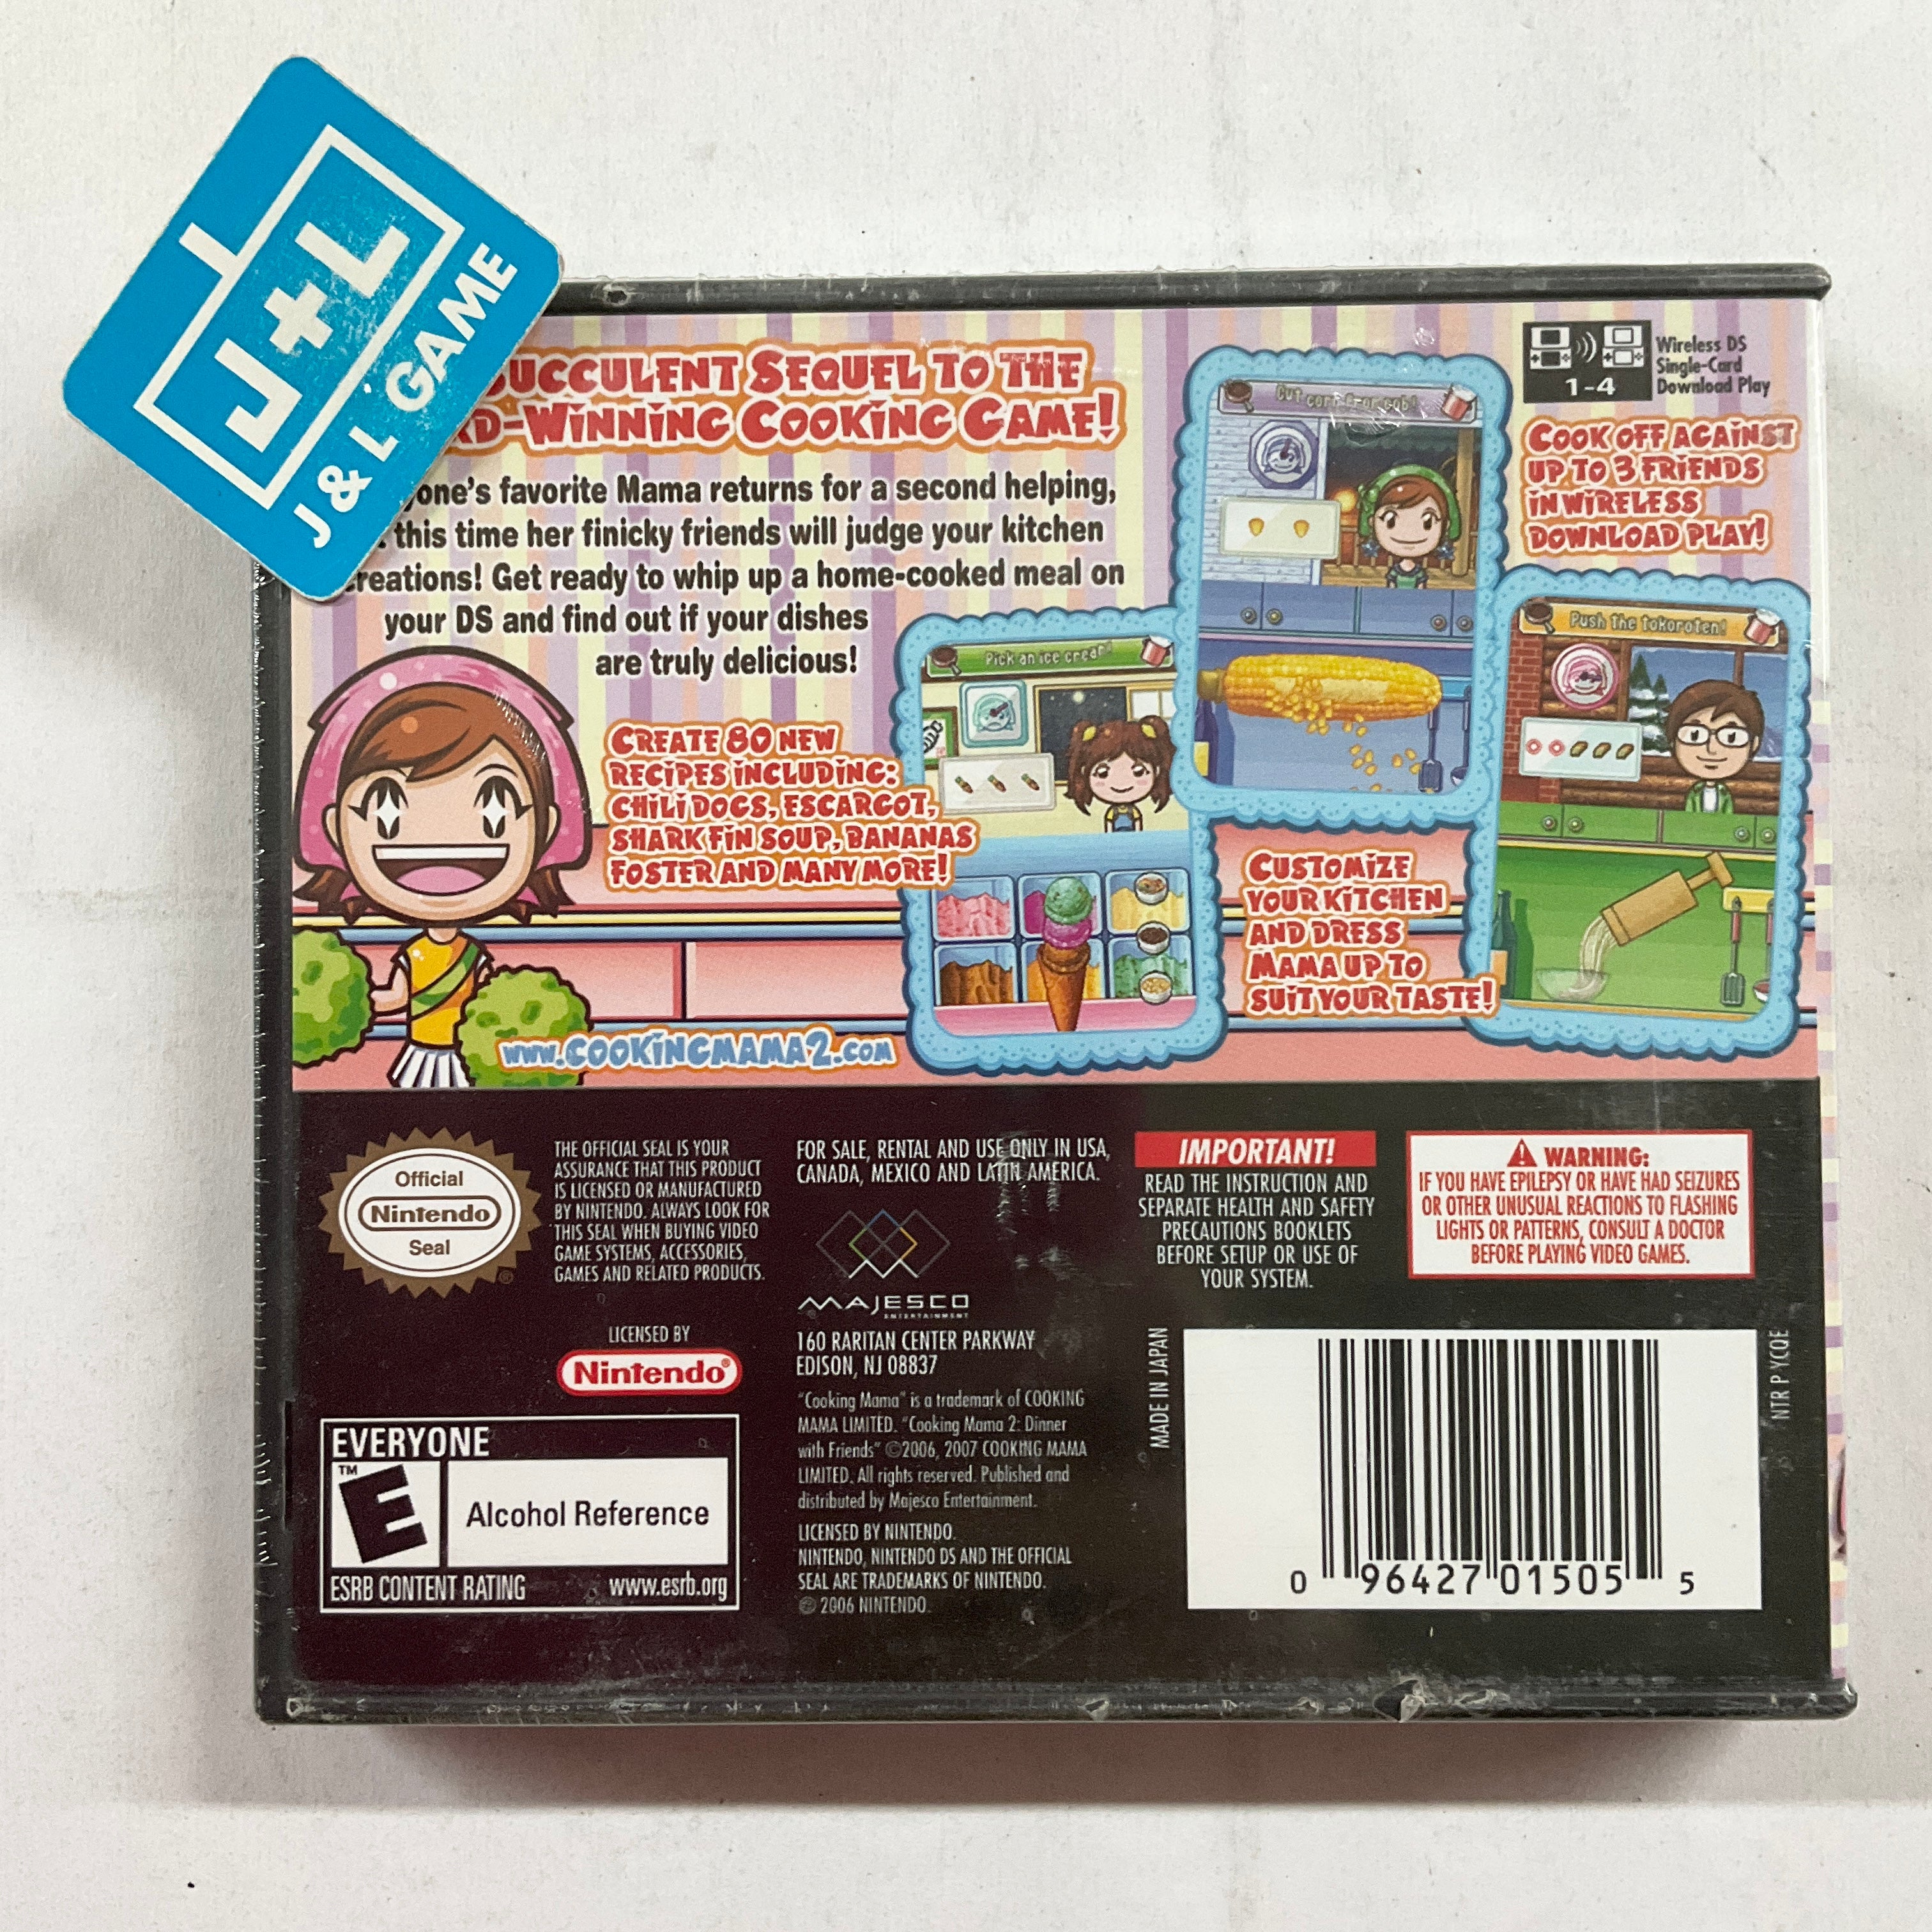 J+L
J & L GAME
SUCCULENT SEQUEL TO THE
-WINNING COOKING GAME!
one's favorite Mama returns for a second helping,
this time her finicky friends will judge your kitchen
creations! Get ready to whip up a home-cooked meal on
your DS and find out if your dishes
are truly delicious!
CREATE 80 NEW
RECIPES INCLUDING:
CHILI DOGS, ESCARGOT,
SHARK FIN SOUP, BANANAS
FOSTER AND MANY MORE!
www.COOKINGMAMA2.com
Pick an ice cream!
Cut corn from cob!
1-4
Wireless DS
Single-Card
Download Play
COOK OFF AGAINST
UP TO 3 FRIENDS
IN WIRELESS
DOWNLOAD PLAY!
Push the tokoroten!
CUSTOMIZE
YOUR KITCHEN
AND DRESS
MAMA UP TO
SUIT YOUR TASTE!
Official
Nintendo
Seal
THE OFFICIAL SEAL IS YOUR
ASSURANCE THAT THIS PRODUCT
IS LICENSED OR MANUFACTURED
BY NINTENDO. ALWAYS LOOK FOR
THIS SEAL WHEN BUYING VIDEO
GAME SYSTEMS, ACCESSORIES,
GAMES AND RELATED PRODUCTS.
LICENSED BY
Nintendo®
EVERYONE
E™
Alcohol Reference
ESRB CONTENT RATING www.esrb.org
FOR SALE, RENTAL AND USE ONLY IN USA,
CANADA, MEXICO AND LATIN AMERICA.
MAJESCO
ENTERTAINMENT
160 RARITAN CENTER PARKWAY
EDISON, NJ 08837
"Cooking Mama" is a trademark of COOKING
MAMA LIMITED. "Cooking Mama 2: Dinner
with Friends" ©2006, 2007 COOKING MAMA
LIMITED. All rights reserved. Published and
distributed by Majesco Entertainment.
LICENSED BY NINTENDO.
NINTENDO, NINTENDO DS AND THE OFFICIAL
SEAL ARE TRADEMARKS OF NINTENDO.
© 2006 NINTENDO.
IMPORTANT!
READ THE INSTRUCTION AND
SEPARATE HEALTH AND SAFETY
PRECAUTIONS BOOKLETS
BEFORE SETUP OR USE OF
YOUR SYSTEM.
WARNING:
IF YOU HAVE EPILEPSY OR HAVE HAD SEIZURES
OR OTHER UNUSUAL REACTIONS TO FLASHING
LIGHTS OR PATTERNS, CONSULT A DOCTOR
BEFORE PLAYING VIDEO GAMES.
MADE IN JAPAN
0 96427 01505 5
NTR P YCQE